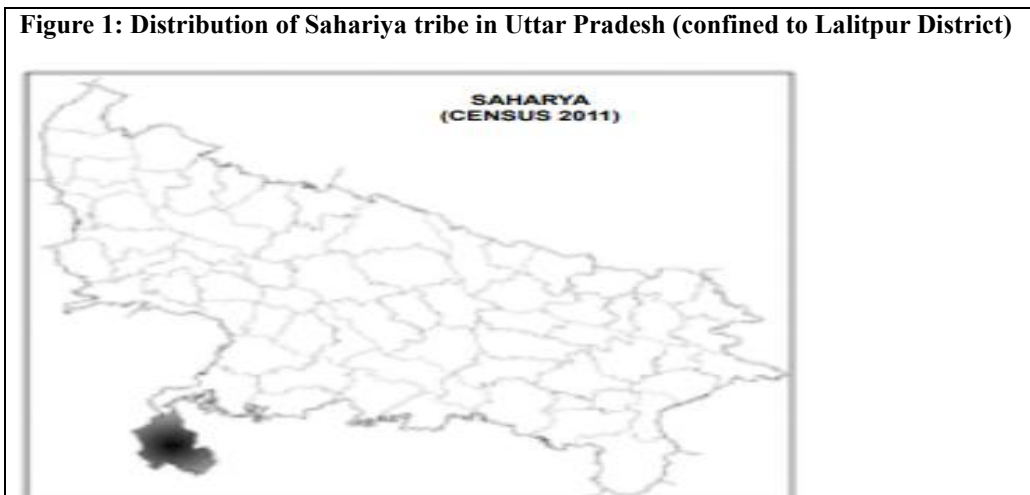 Figure 1: Distribution of Sahariya tribe in Uttar Pradesh (confined to Lalitpur District)
SAHARYA
(CENSUS 2011)